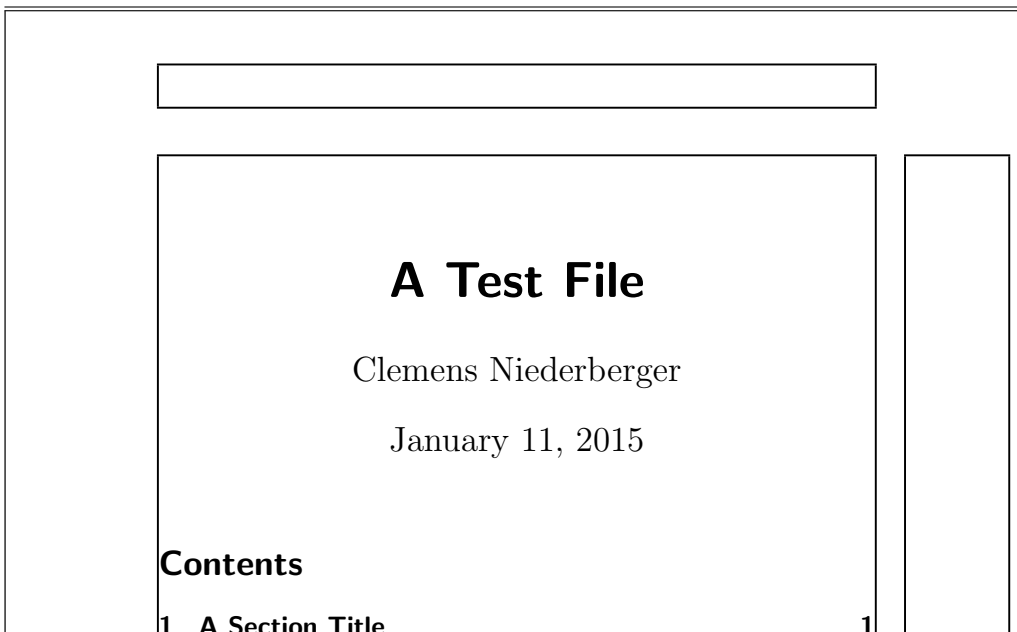 A Test File
Clemens Niederberger
January 11, 2015
Contents
1 A Section Title 1